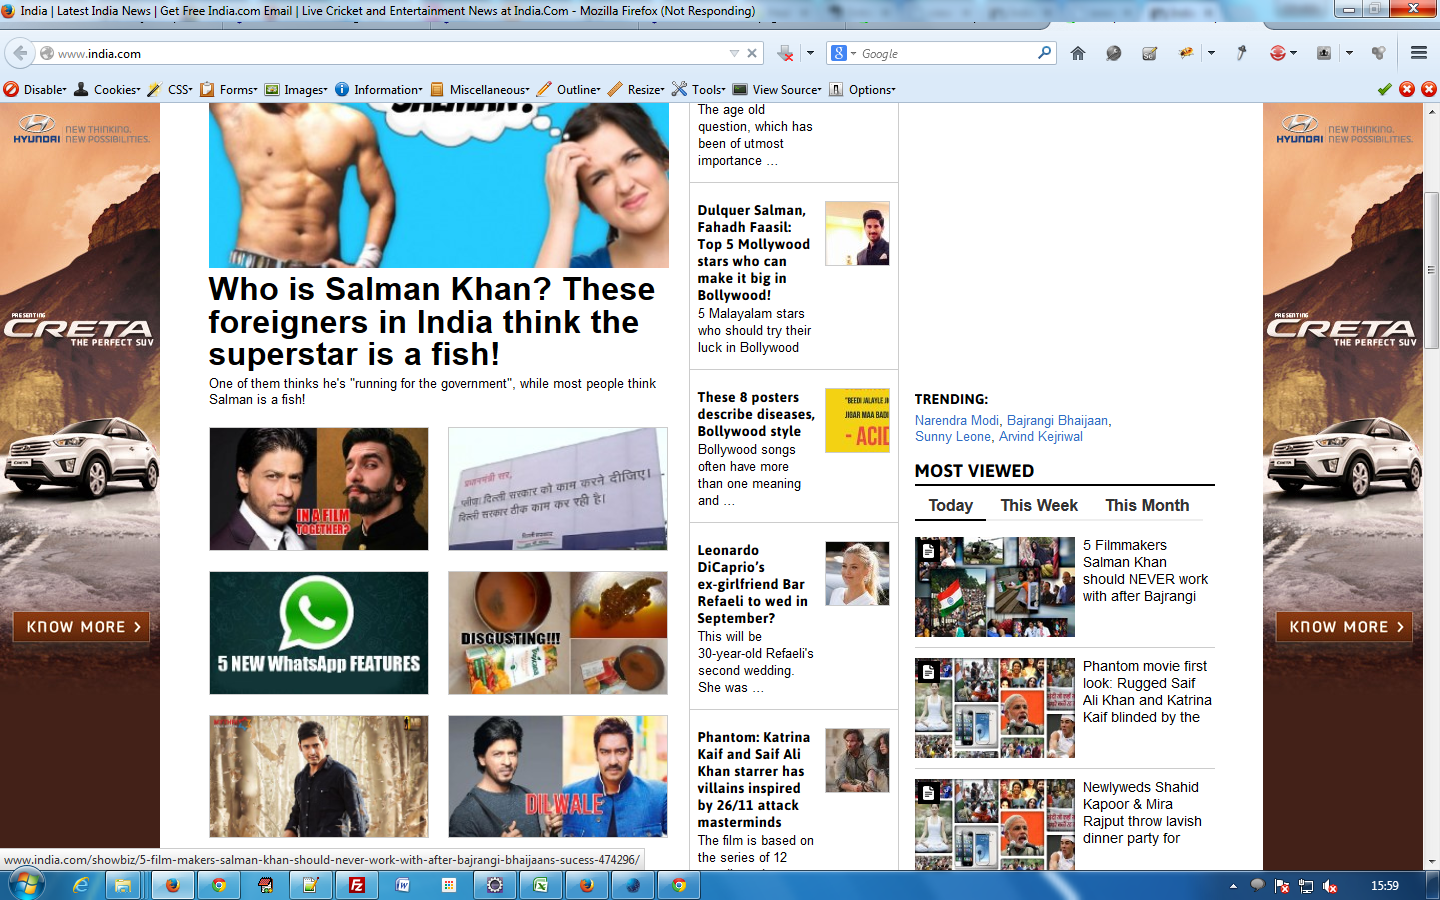 India | Latest India News | Get Free India.com Email | Live Cricket and Entertainment News at India.Com - Mozilla Firefox (Not Responding)
www.india.com
Google
Disable
Cookies
CSS
Forms
Images
Information
Miscellaneous
Outline
Resize
Tools
View Source
Options
HYUNDAI
NEW THINKING.
NEW POSSIBILITIES.
PRESENTING
CRETA
THE PERFECT SUV
CRETA
KNOW MORE >
SALMAN?
Who is Salman Khan? These
foreigners in India think the
superstar is a fish!
One of them thinks he's "running for the government", while most people think
Salman is a fish!
IN A FILM
TOGETHER?
प्रधानमंत्री सर,
प्लीज़ दिल्ली सरकार को काम करने दीजिए।
दिल्ली सरकार ठीक काम कर रही है।
5 NEW WhatsApp FEATURES
DISGUSTING!!!
DILWALE
The age old
question, which has
been of utmost
importance ...
Dulquer Salman,
Fahadh Faasil:
Top 5 Mollywood
stars who can
make it big in
Bollywood!
5 Malayalam stars
who should try their
luck in Bollywood
These 8 posters
describe diseases,
Bollywood style
Bollywood songs
often have more
than one meaning
and ...
"BEEDI JALAYLE JI
JIGAR MAA BADI
- ACID
Leonardo
DiCaprio's
ex-girlfriend Bar
Refaeli to wed in
September?
This will be
30-year-old Refaeli's
second wedding.
She was ...
Phantom: Katrina
Kaif and Saif Ali
Khan starrer has
villains inspired
by 26/11 attack
masterminds
The film is based on
the series of 12
TRENDING:
Narendra Modi, Bajrangi Bhaijaan,
Sunny Leone, Arvind Kejriwal
MOST VIEWED
Today
This Week
This Month
5 Filmmakers
Salman Khan
should NEVER work
with after Bajrangi
Phantom movie first
look: Rugged Saif
Ali Khan and Katrina
Kaif blinded by the
Newlyweds Shahid
Kapoor & Mira
Rajput throw lavish
dinner party for
HYUNDAI
NEW THINKING.
NEW POSSIBILITIES.
PRESENTING
CRETA
THE PERFECT SUV
CRETA
KNOW MORE >
www.india.com/showbiz/5-film-makers-salman-khan-should-never-work-with-after-bajrangi-bhaijaans-sucess-474296/
15:59